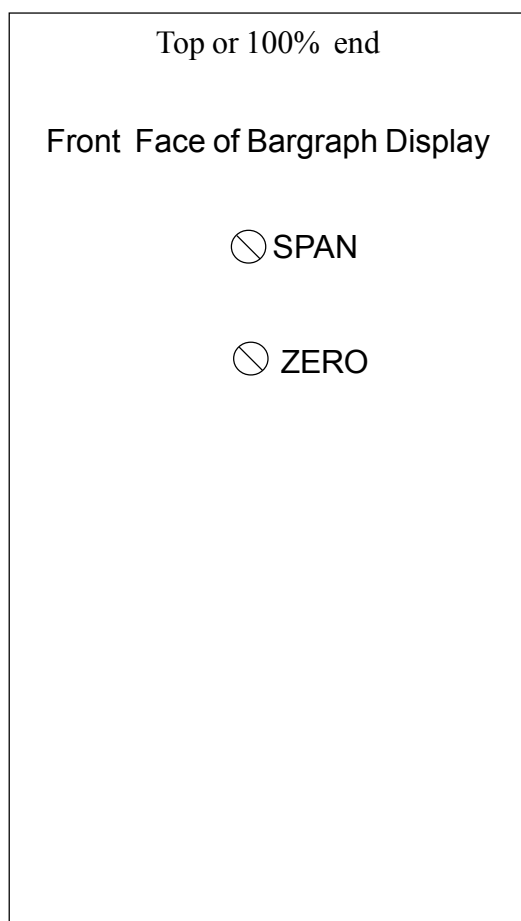 Top or 100% end
Front Face of Bargraph Display
SPAN
ZERO